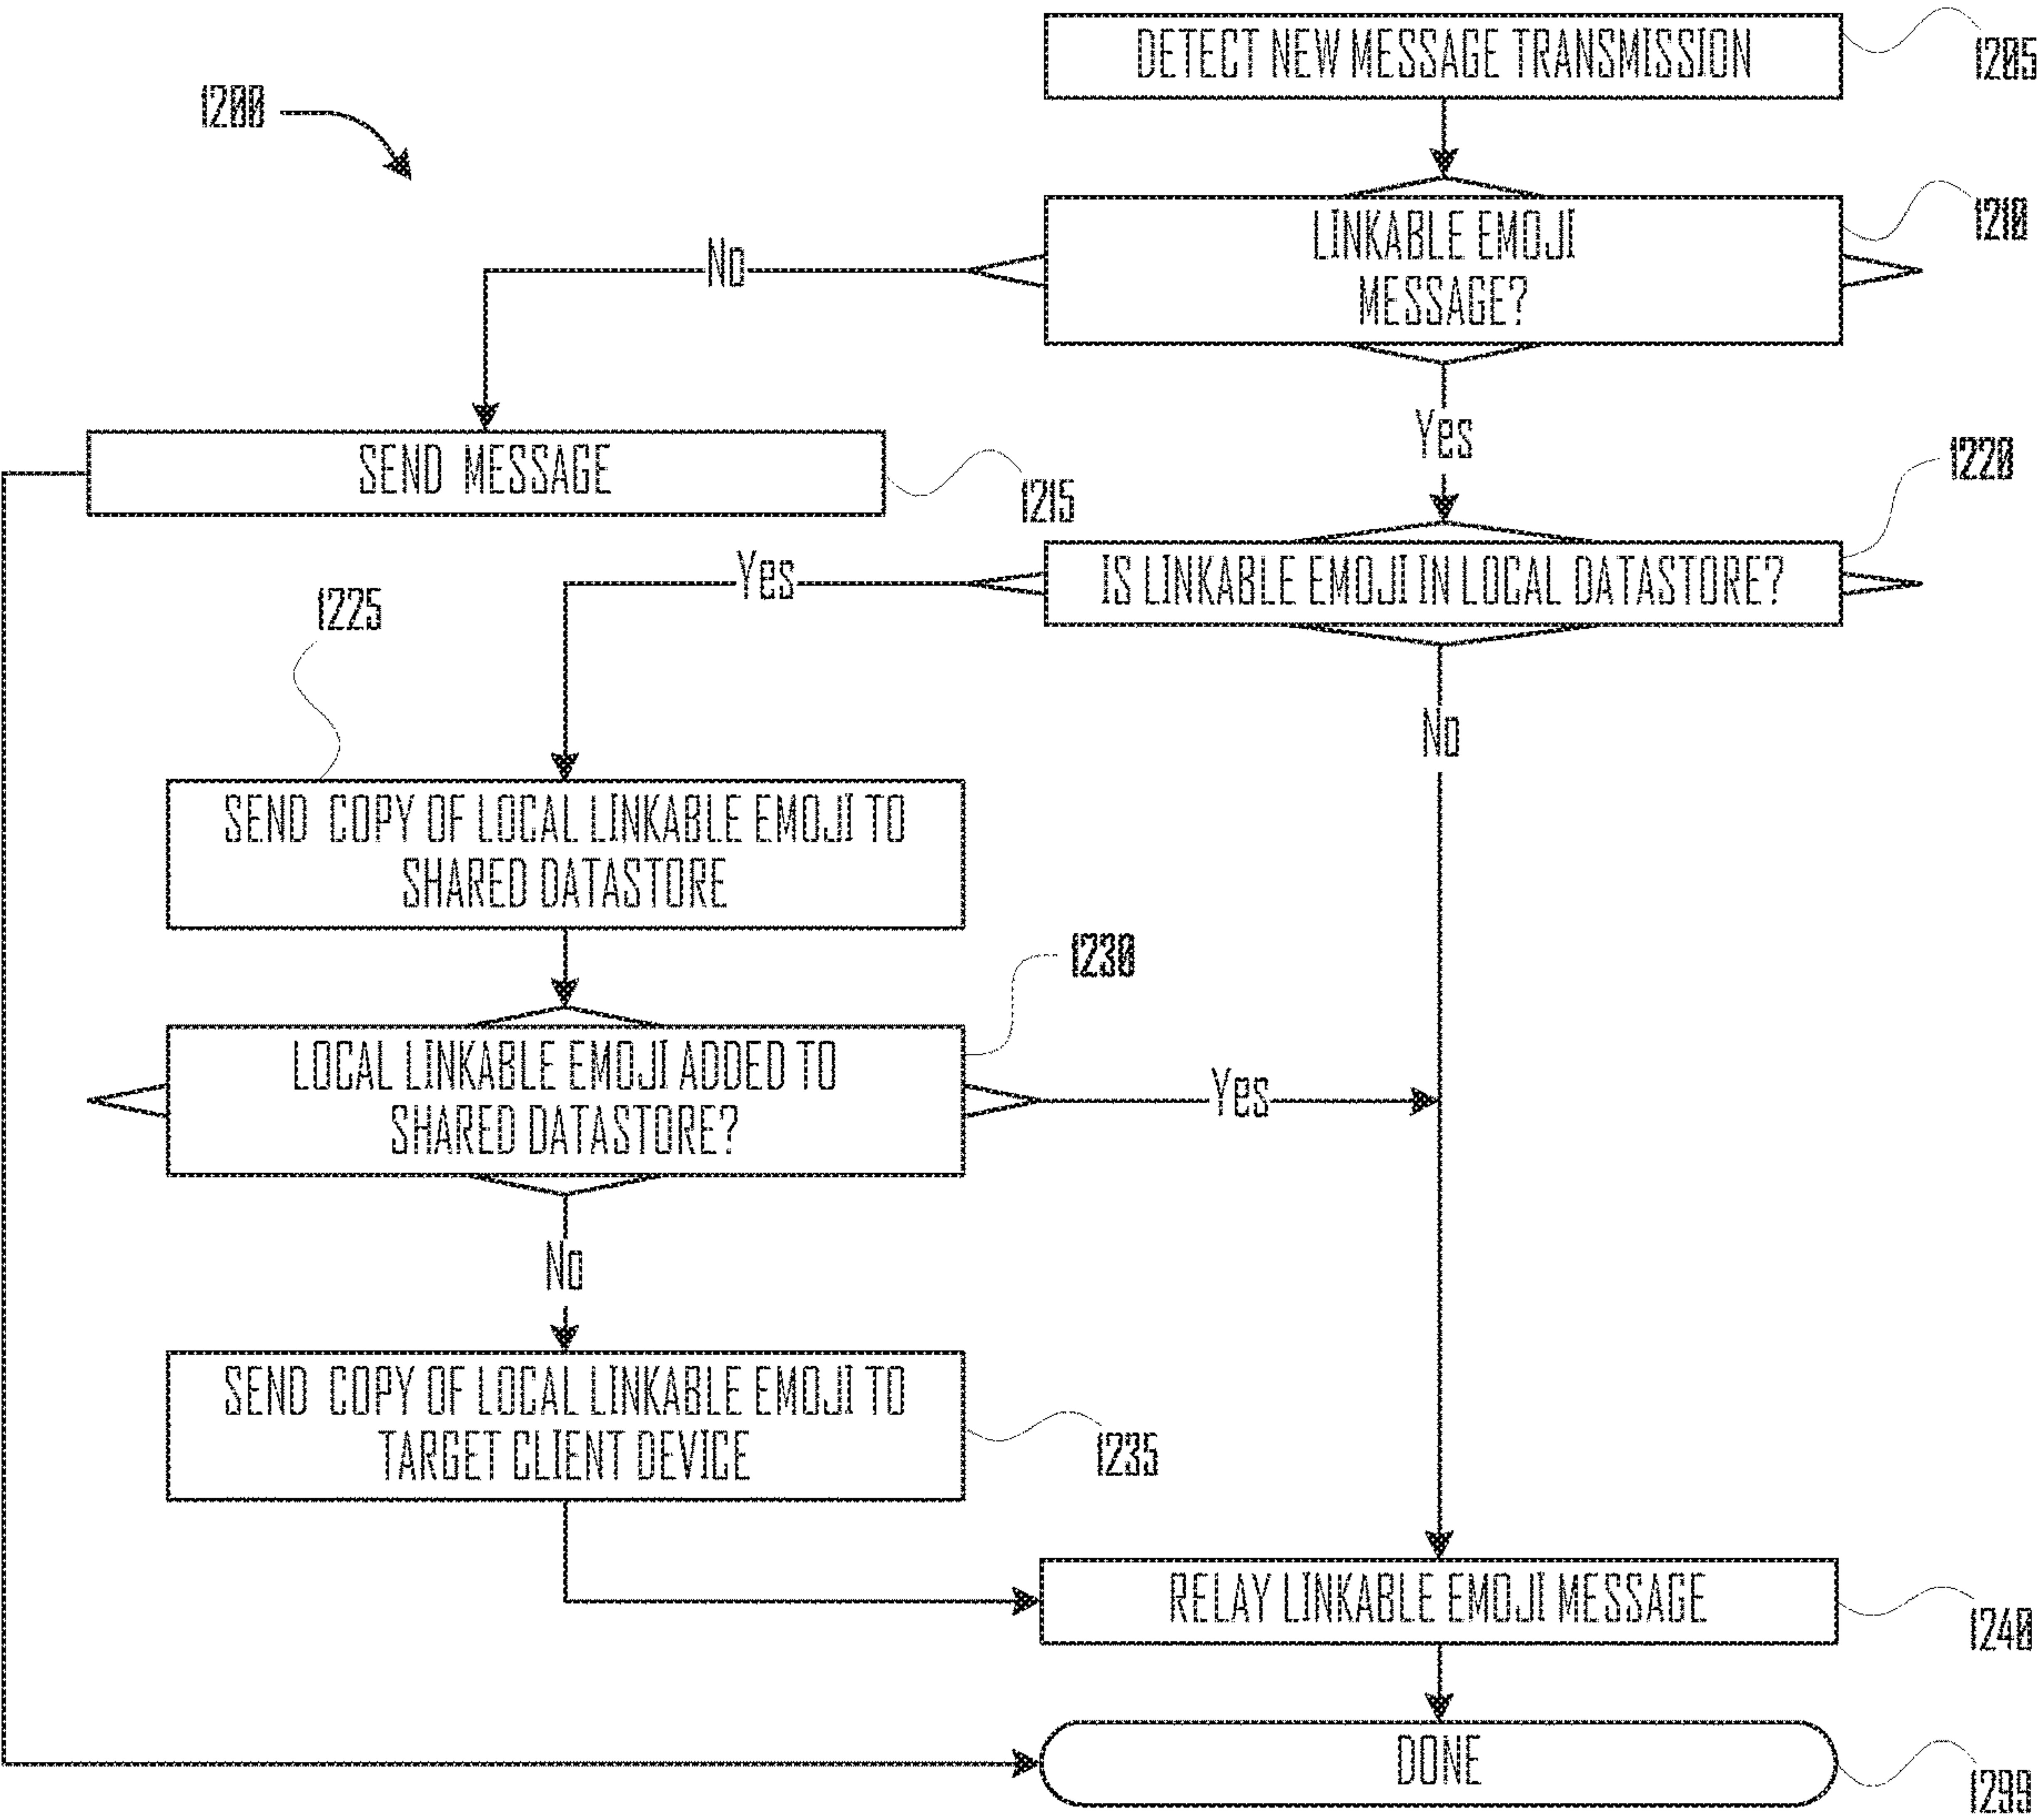 DETECT NEW MESSAGE TRANSMISSION
1205
1200
LINKABLE EMOJI
MESSAGE?
1210
No
Yes
SEND MESSAGE
1215
IS LINKABLE EMOJI IN LOCAL DATASTORE?
1220
Yes
No
1225
SEND COPY OF LOCAL LINKABLE EMOJI TO
SHARED DATASTORE
1230
LOCAL LINKABLE EMOJI ADDED TO
SHARED DATASTORE?
Yes
No
SEND COPY OF LOCAL LINKABLE EMOJI TO
TARGET CLIENT DEVICE
1235
RELAY LINKABLE EMOJI MESSAGE
1240
DONE
1299